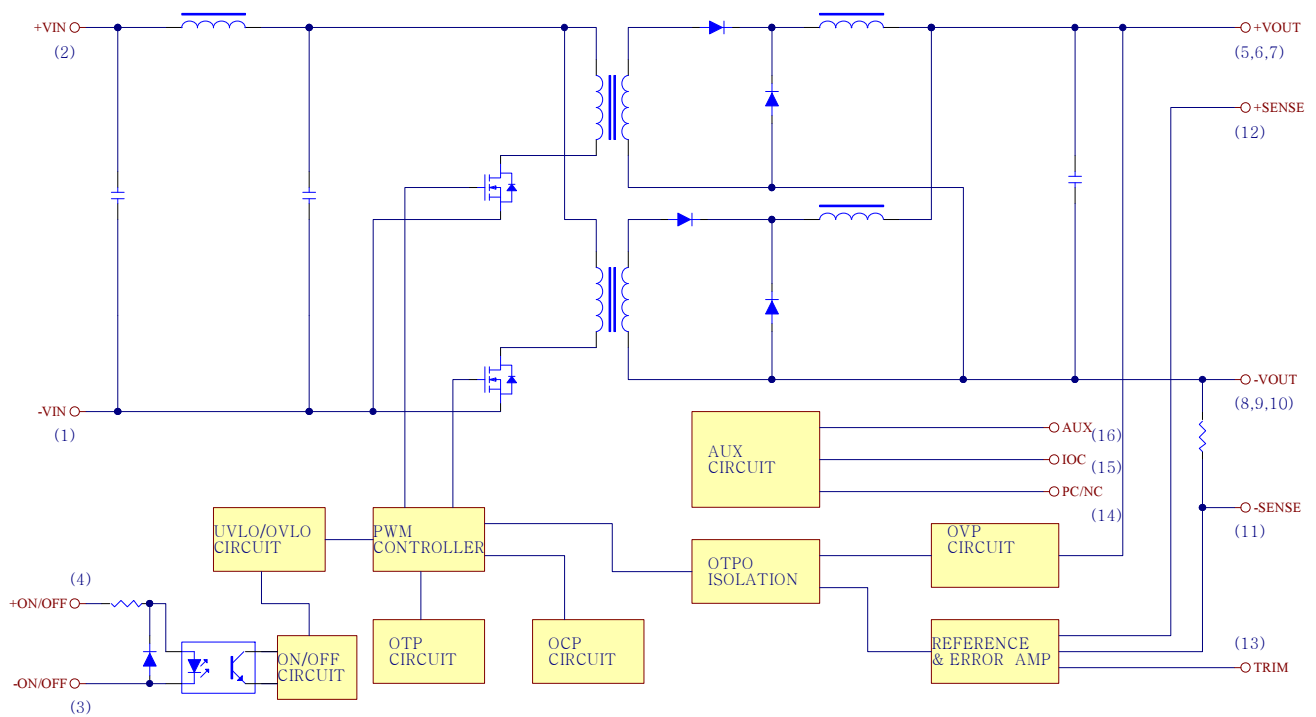 +VIN
(2)
+VOUT
(5,6,7)
+SENSE
(12)
-VIN
(1)
-VOUT
(8,9,10)
AUX
(16)
AUX
CIRCUIT
IOC
(15)
PC/NC
(14)
-SENSE
(11)
UVLO/OVLO
CIRCUIT
PWM
CONTROLLER
OTPO
ISOLATION
OVP
CIRCUIT
(4)
+ON/OFF
-ON/OFF
(3)
ON/OFF
CIRCUIT
OTP
CIRCUIT
OCP
CIRCUIT
REFERENCE
& ERROR AMP
(13)
TRIM